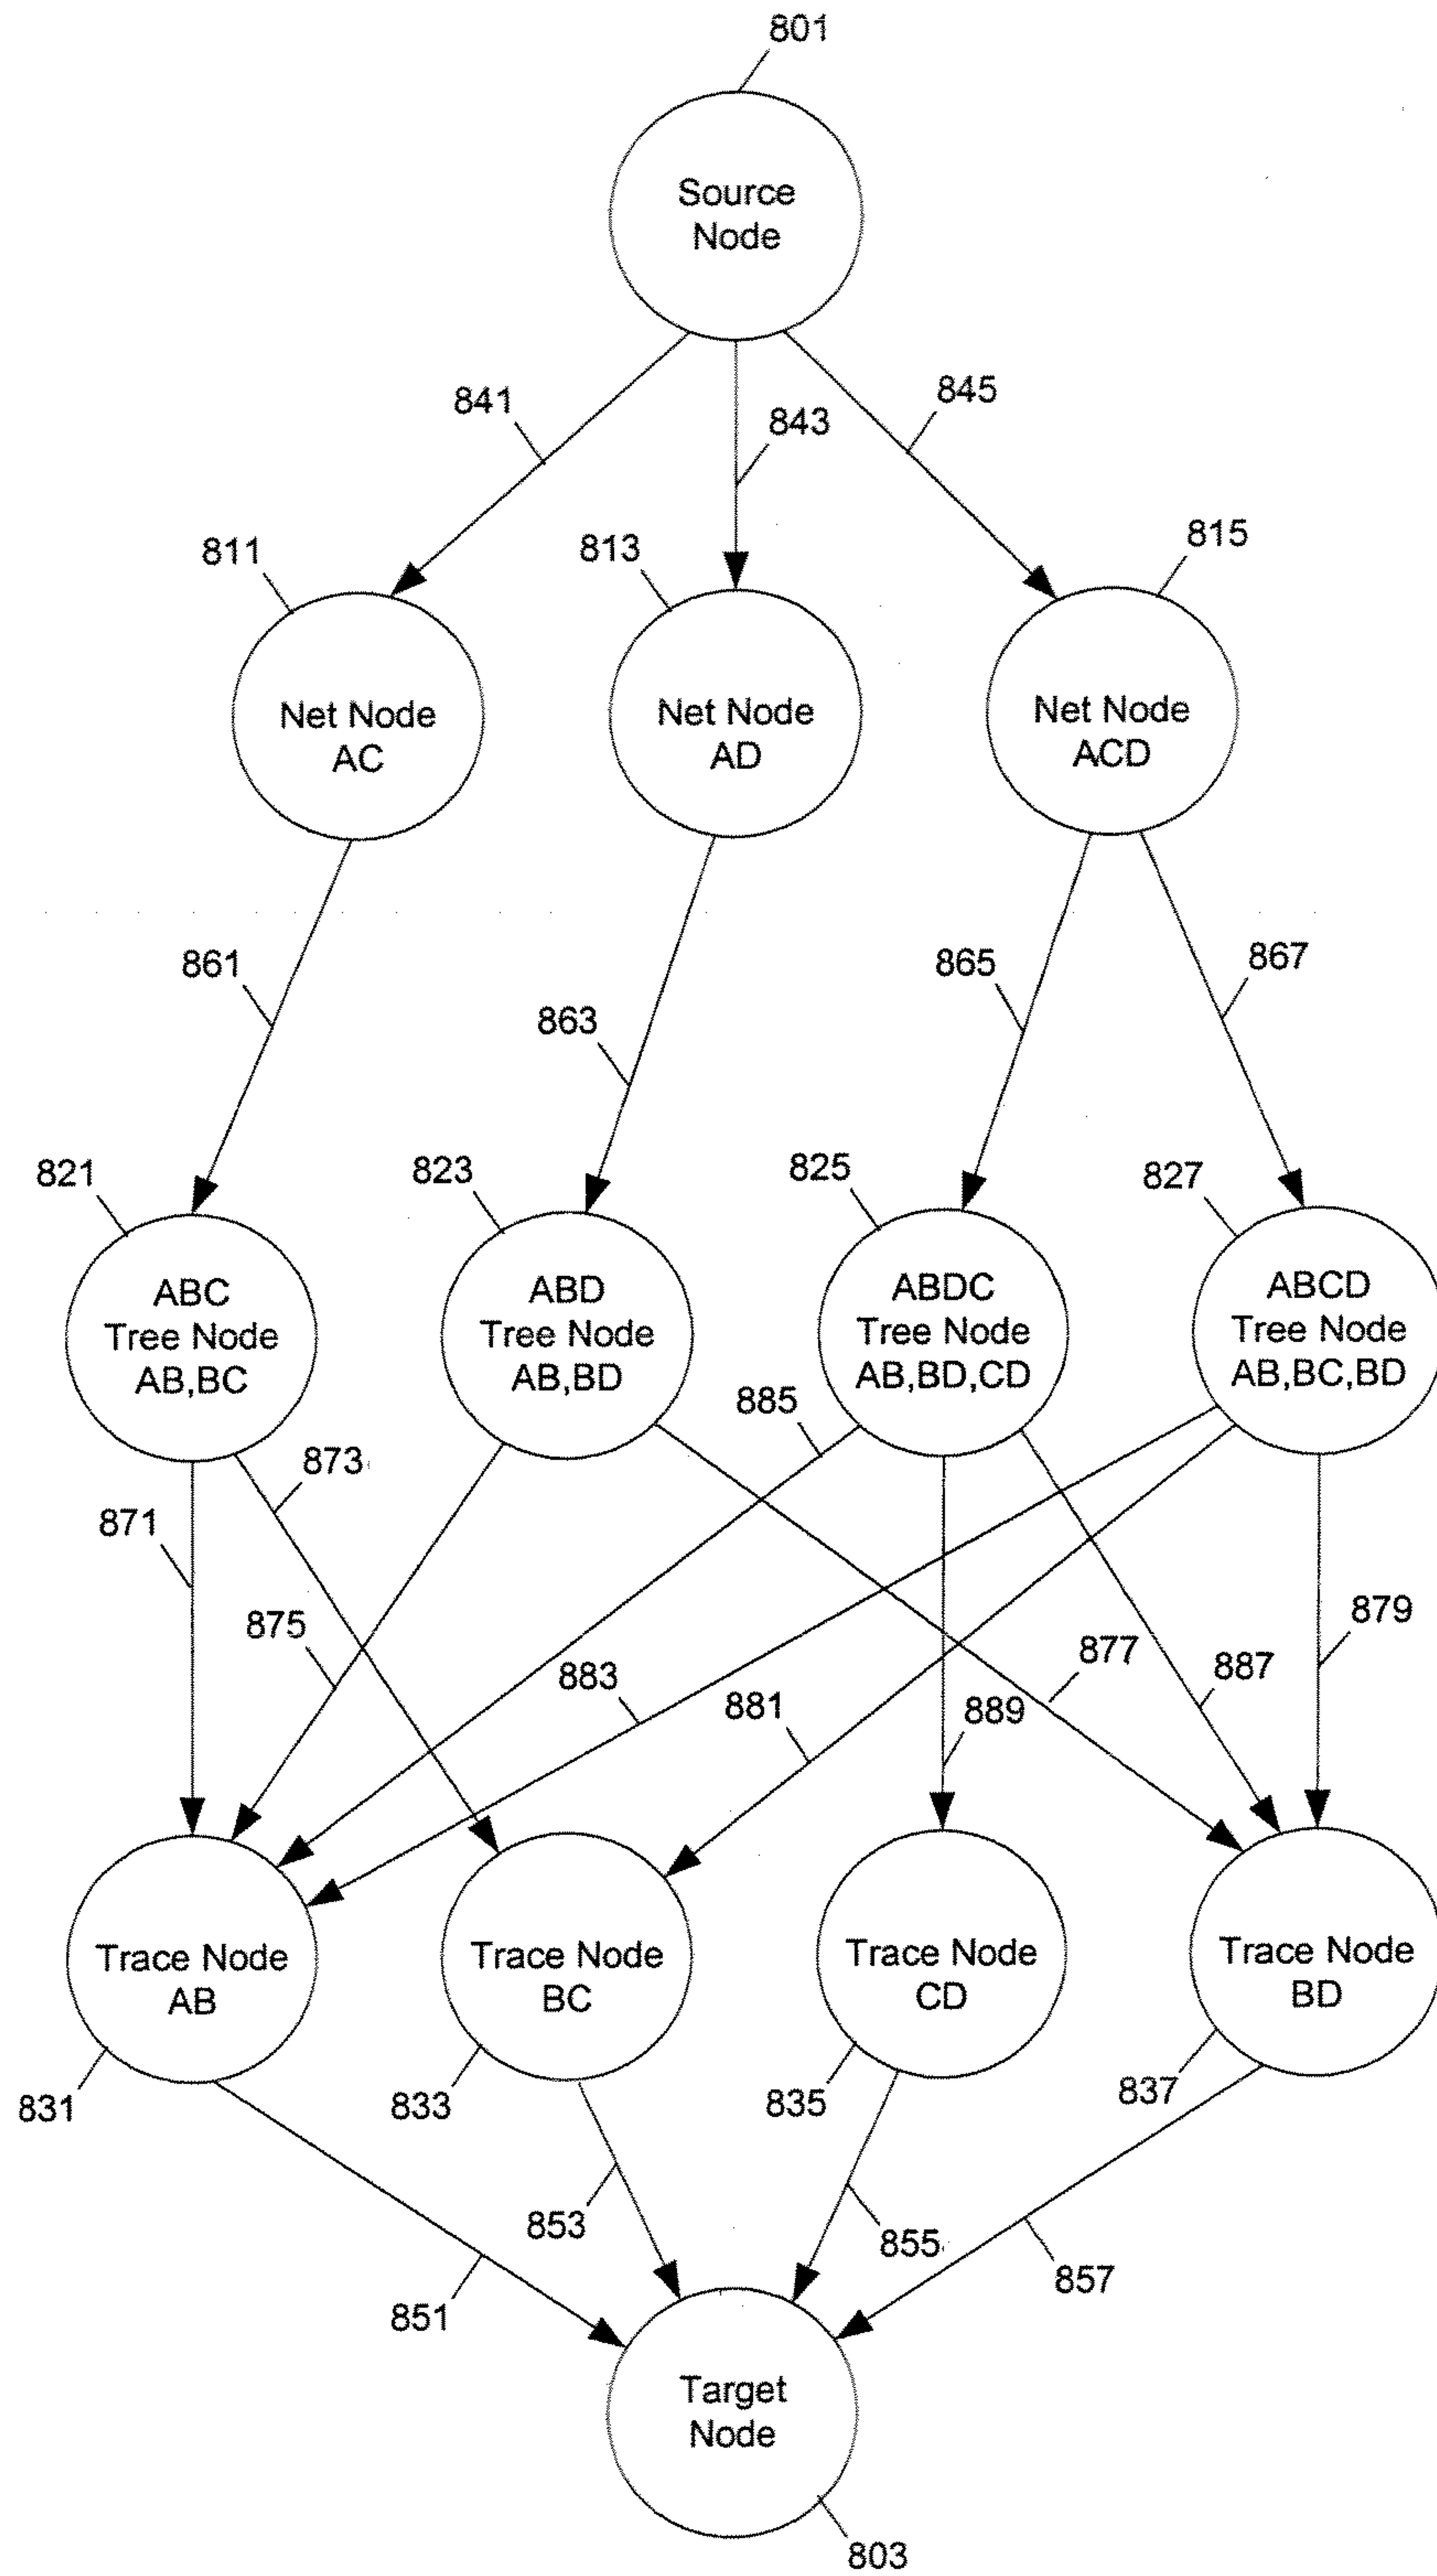 801
Source
Node
841
843
845
811
813
815
Net Node
AC
Net Node
AD
Net Node
ACD
861
863
865
867
821
823
825
827
ABC
Tree Node
AB,BC
ABD
Tree Node
AB,BD
ABDC
Tree Node
AB,BD,CD
ABCD
Tree Node
AB,BC,BD
885
873
871
875
883
881
877
889
887
879
Trace Node
AB
Trace Node
BC
Trace Node
CD
Trace Node
BD
831
833
835
837
853
855
851
857
Target
Node
803